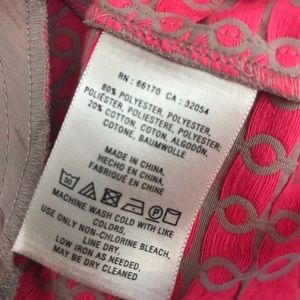 RN : 66170 CA : 32054
80% POLYESTER, POLYESTER,
POLIÉSTER, POLIESTERE, POLYESTER
20% COTTON, COTON, ALGODÓN,
COTONE, BAUMWOLLE
MADE IN CHINA,
HECHO EN CHINA,
FABRIQUÉ EN CHINE
MACHINE WASH COLD WITH LIKE
COLORS,
USE ONLY NON-CHLORINE BLEACH,
LINE DRY,
LOW IRON AS NEEDED,
MAY BE DRY CLEANED